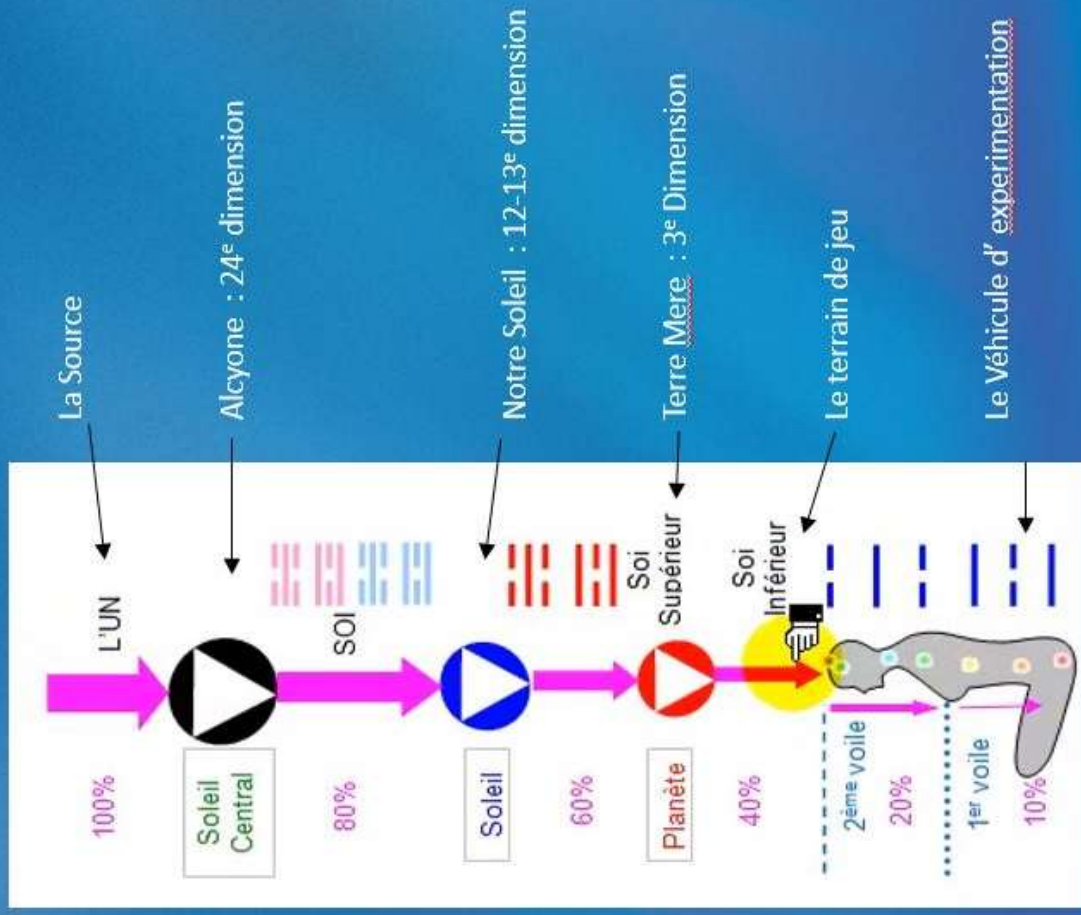 La Source
Alcyone : 24e dimension
Notre Soleil : 12-13e dimension
Terre Mere : 3e Dimension
Le terrain de jeu
Le Véhicule d' experimentation
100%
L'UN
Soleil
Central
80%
SOI
Soleil
60%
Planète
Soi
Supérieur
40%
Soi
Inférieur
2ème voile
20%
1er voile
10%